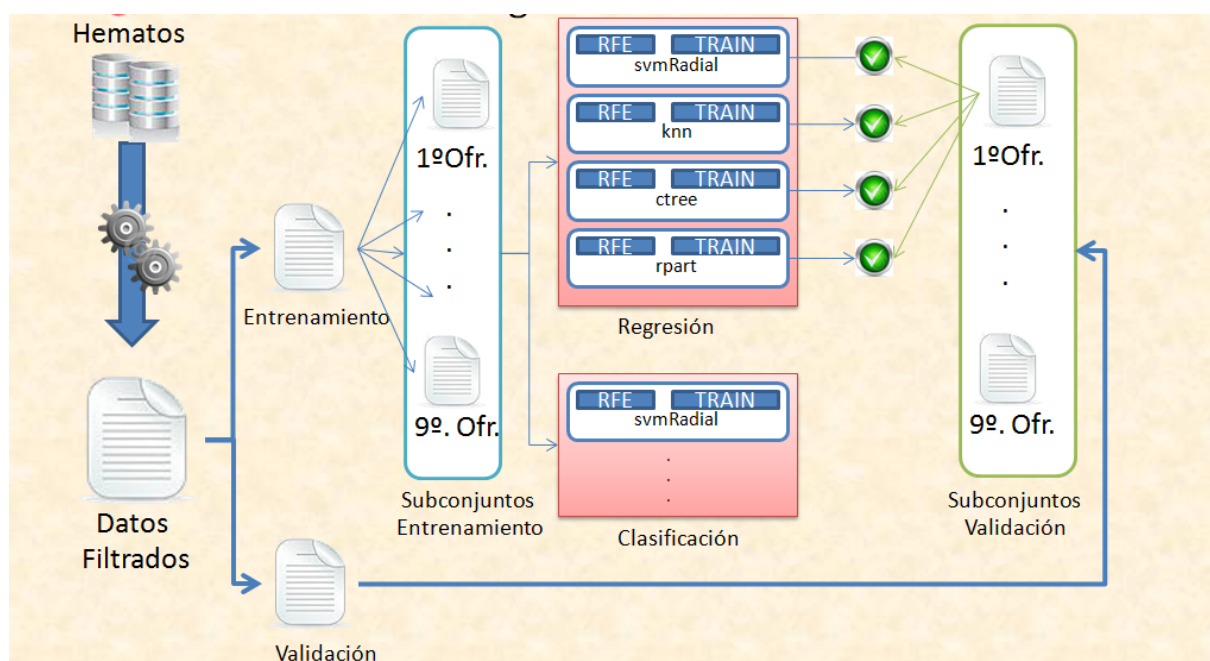 Hematos
1ºOfr.
.
.
.
9º. Ofr.
Subconjuntos
Entrenamiento
Entrenamiento
Datos
Filtrados
Validación
RFE TRAIN
svmRadial
RFE TRAIN
knn
RFE TRAIN
ctree
RFE TRAIN
rpart
Regresión
RFE TRAIN
svmRadial
.
.
.
Clasificación
1ºOfr.
.
.
.
9º. Ofr.
Subconjuntos
Validación